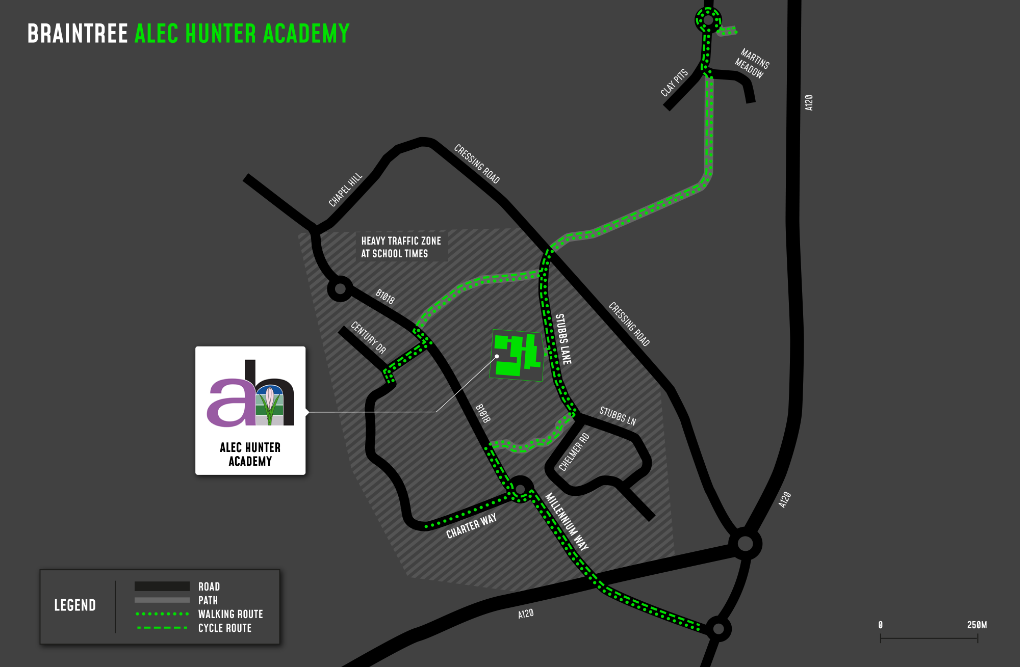 BRAINTREE ALEC HUNTER ACADEMY
MARTINS
MEADOW
CLAY PITS
A120
CRESSING ROAD
CHAPEL HILL
HEAVY TRAFFIC ZONE
AT SCHOOL TIMES
B1018
CENTURY DR
STUBBS LANE
CRESSING ROAD
ah
ALEC HUNTER
ACADEMY
B1018
STUBBS LN
CHELMER RD
CHARTER WAY
MILLENNIUM WAY
A120
A120
LEGEND
ROAD
PATH
WALKING ROUTE
CYCLE ROUTE
0 250M